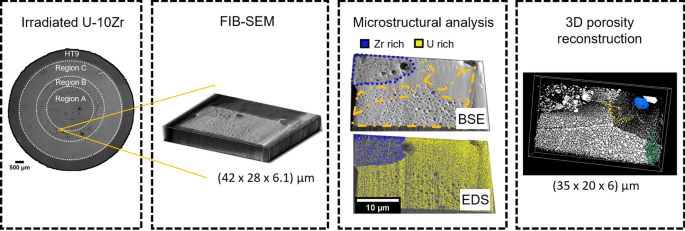 Irradiated U-10Zr
HT9
Region C
Region B
Region A
500 µm
FIB-SEM
(42 x 28 x 6.1) µm
Microstructural analysis
Zr rich
U rich
BSE
EDS
10 µm
3D porosity
reconstruction
(35 x 20 x 6) µm